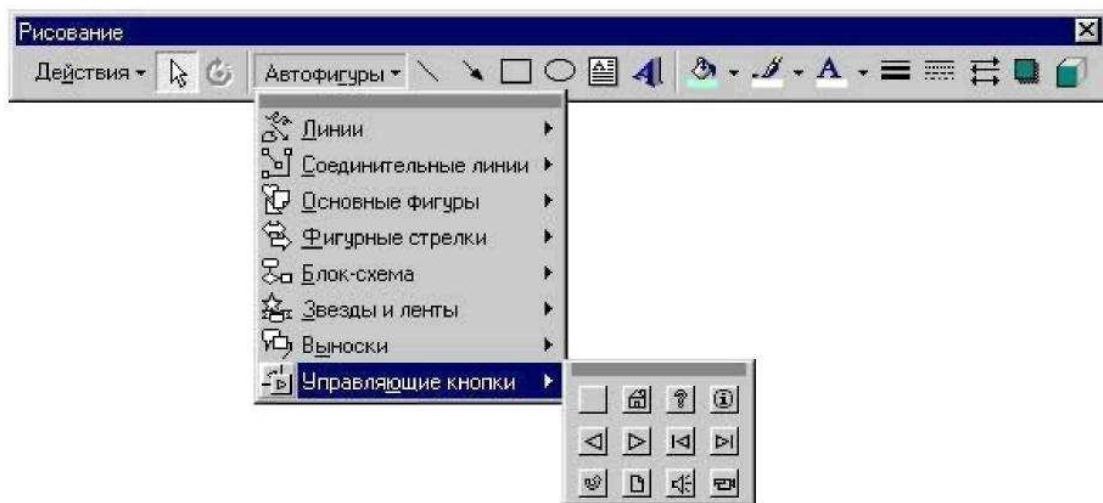 Рисование
Действия Автофигуры
Линии
Соединительные линии
Основные фигуры
Фигурные стрелки
Блок-схема
Звезды и ленты
Выноски
Управляющие кнопки